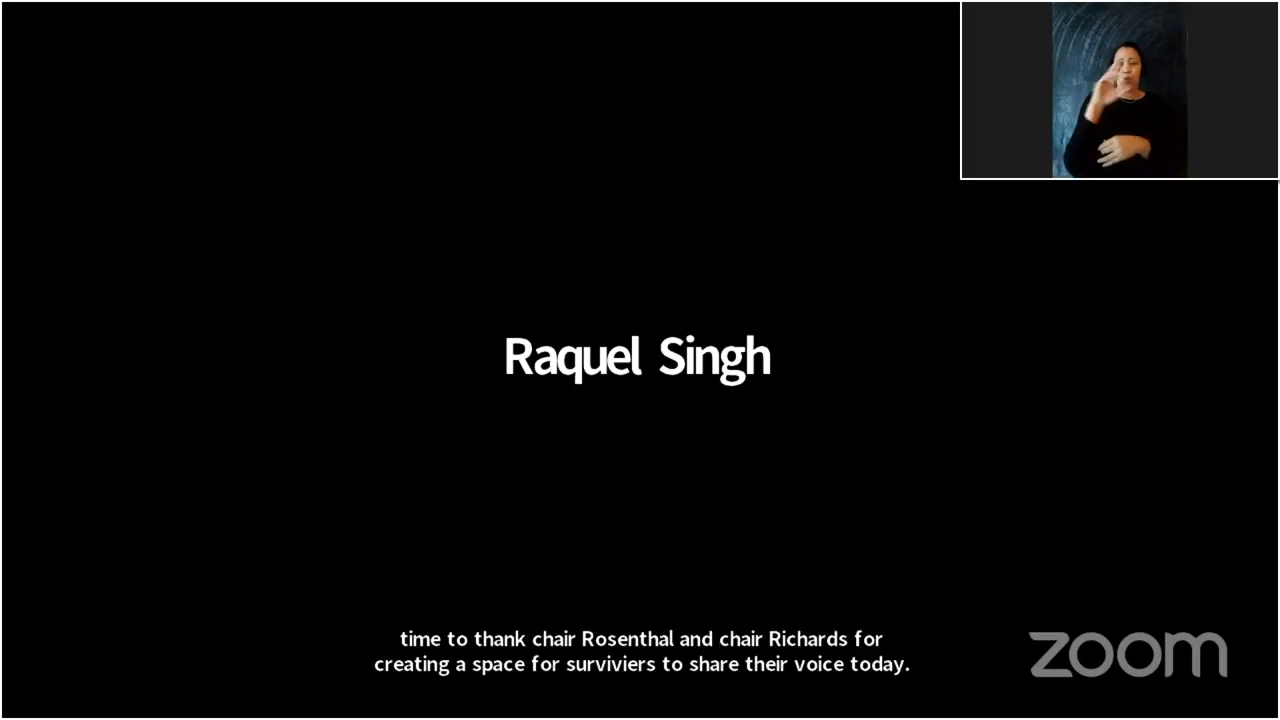 Raquel Singh
time to thank chair Rosenthal and chair Richards for
creating a space for surviviers to share their voice today.
zoom